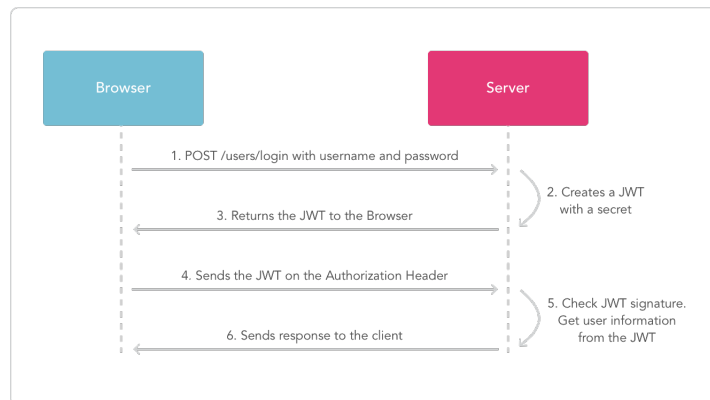 Browser
Server
1. POST /users/login with username and password
2. Creates a JWT
with a secret
3. Returns the JWT to the Browser
4. Sends the JWT on the Authorization Header
5. Check JWT signature.
Get user information
from the JWT
6. Sends response to the client